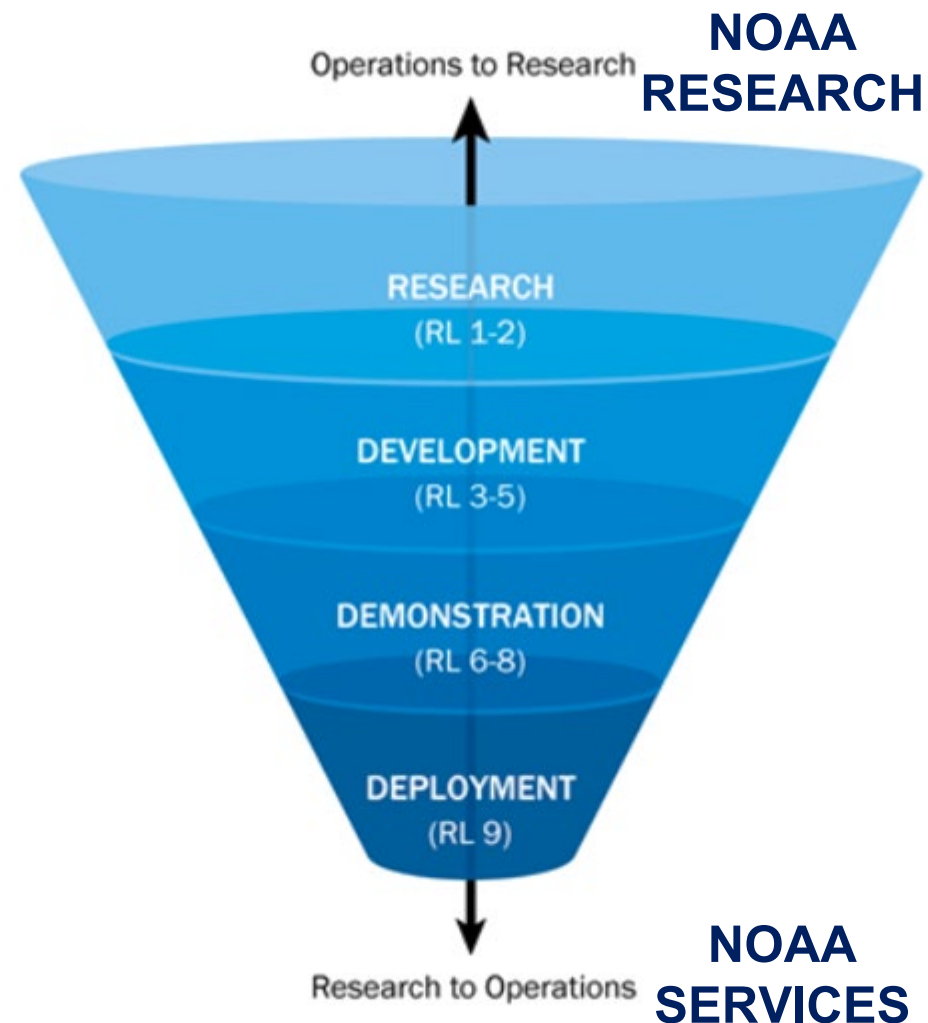 NOAA
RESEARCH
Operations to Research
RESEARCH
(RL 1-2)
DEVELOPMENT
(RL 3-5)
DEMONSTRATION
(RL 6-8)
DEPLOYMENT
(RL 9)
Research to Operations
NOAA
SERVICES